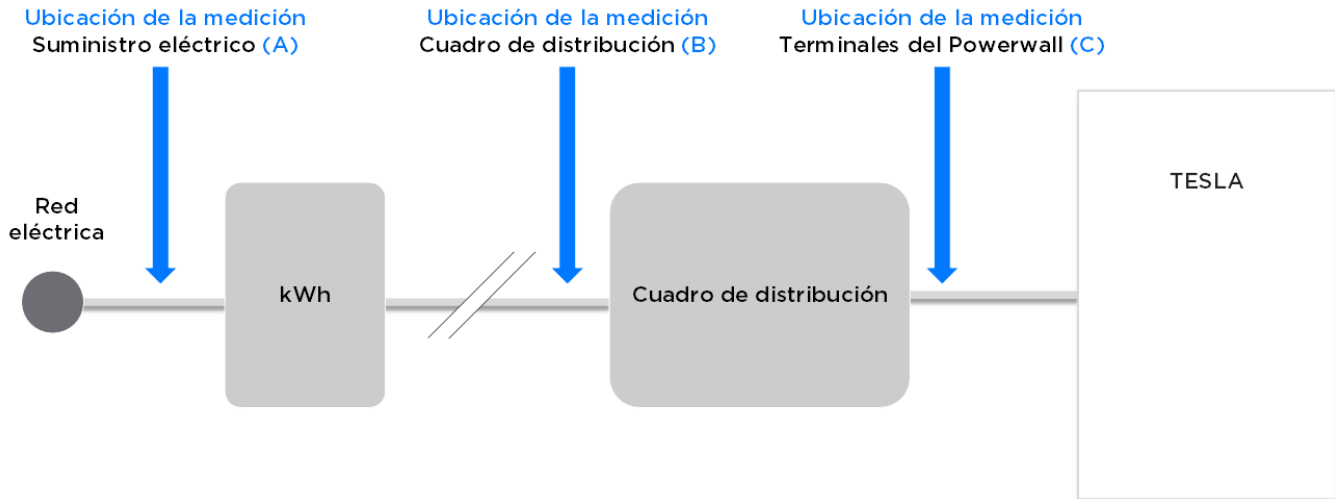 Ubicación de la medición
Suministro eléctrico (A)
Ubicación de la medición
Cuadro de distribución (B)
Ubicación de la medición
Terminales del Powerwall (C)
Red
eléctrica
kWh
Cuadro de distribución
TESLA